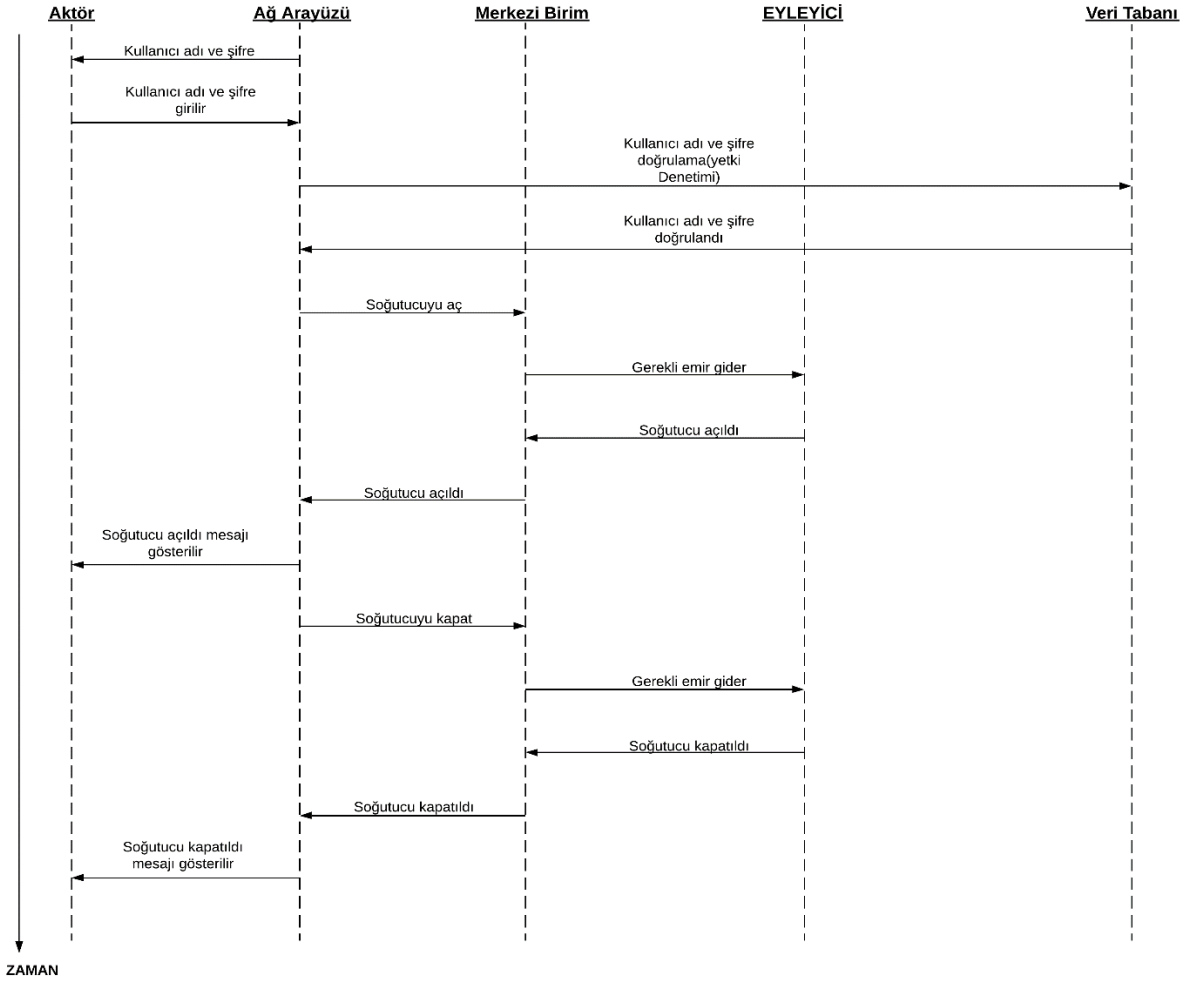 Aktör
Ağ Arayüzü
Merkezi Birim
EYLEYİCİ
Veri Tabanı
Kullanıcı adı ve şifre
Kullanıcı adı ve şifre
girilir
Kullanıcı adı ve şifre
doğrulama(yetki
Denetimi)
Kullanıcı adı ve şifre
doğrulandı
Soğutucuyu aç
Gerekli emir gider
Soğutucu açıldı
Soğutucu açıldı
Soğutucu açıldı mesajı
gösterilir
Soğutucuyu kapat
Gerekli emir gider
Soğutucu kapatıldı
Soğutucu kapatıldı
Soğutucu kapatıldı
mesajı gösterilir
ZAMAN